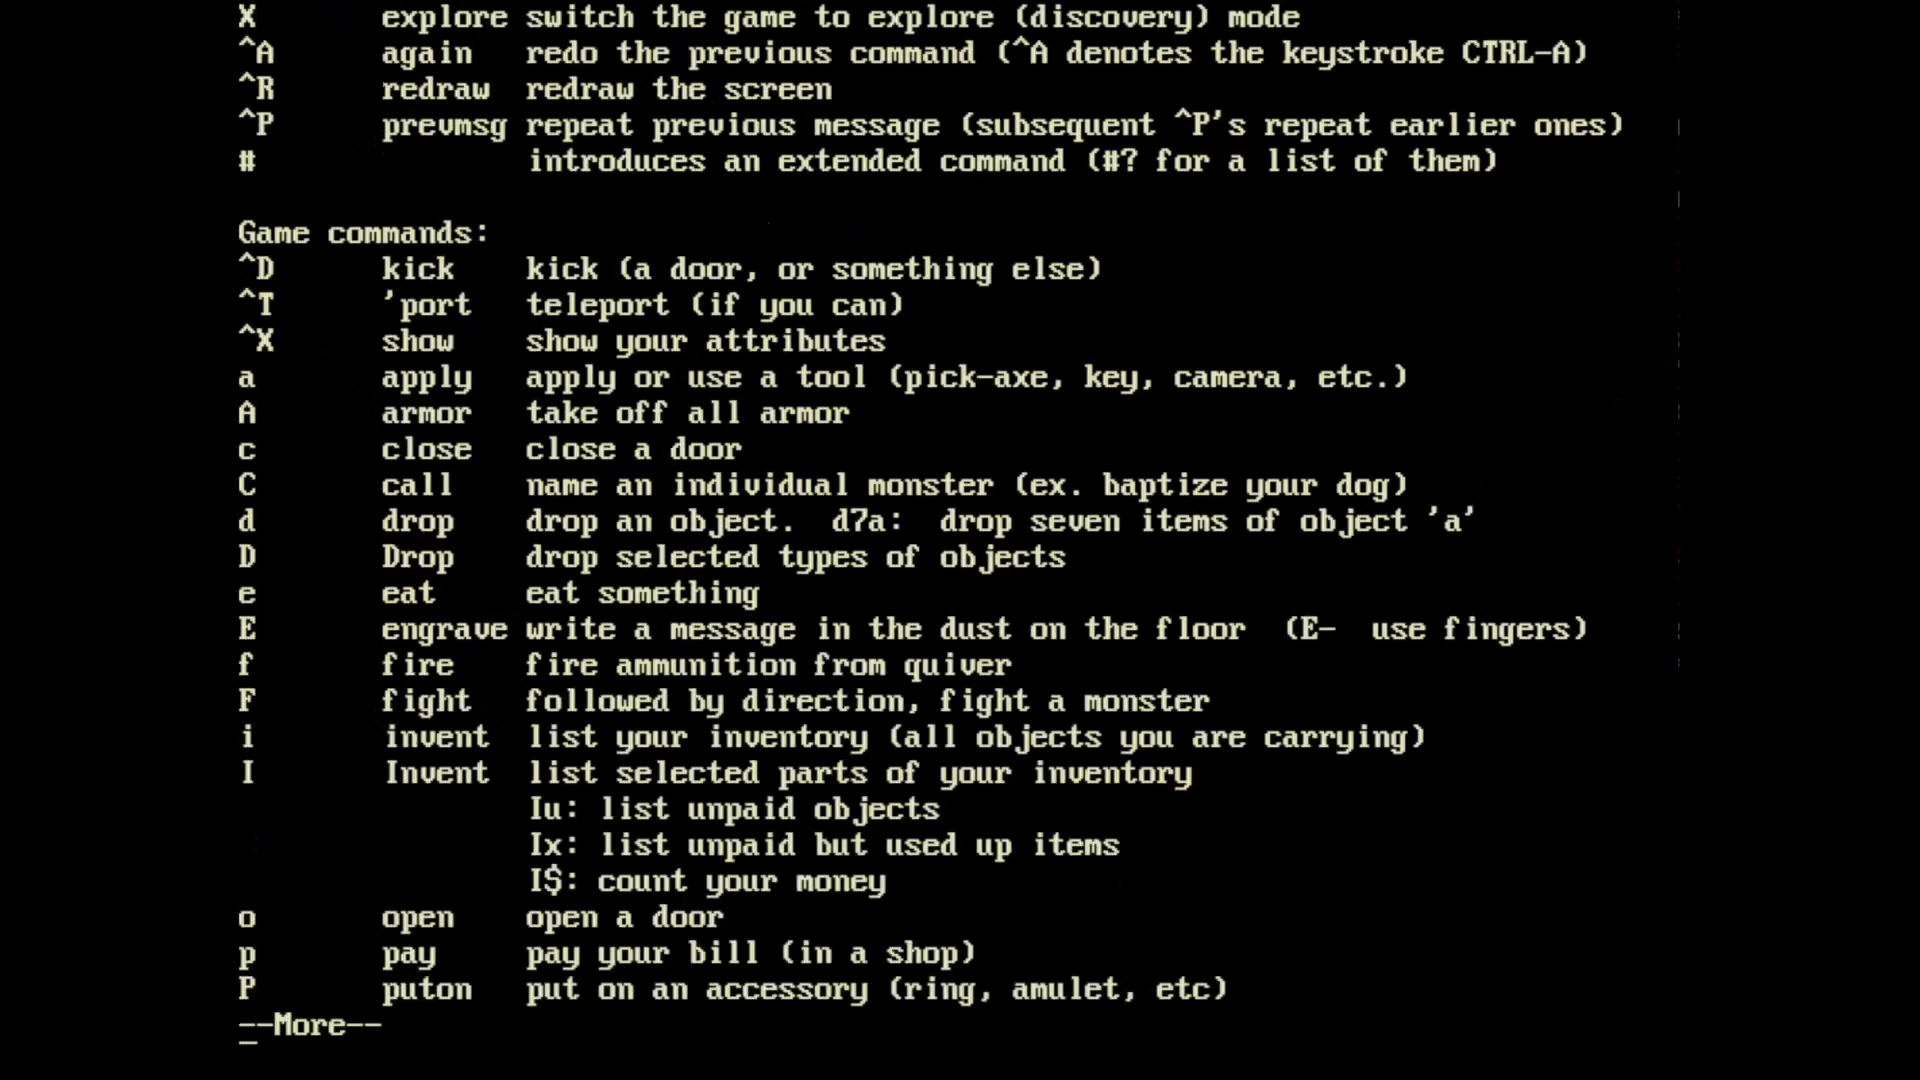 X explore switch the game to explore (discovery) mode
^A again redo the previous command (^A denotes the keystroke CTRL-A)
^R redraw redraw the screen
^P prevmsg repeat previous message (subsequent ^P's repeat earlier ones)
# introduces an extended command (#? for a list of them)
Game commands:
^D kick kick (a door, or something else)
^T 'port teleport (if you can)
^X show show your attributes
a apply apply or use a tool (pick-axe, key, camera, etc.)
A armor take off all armor
c close close a door
C call name an individual monster (ex. baptize your dog)
d drop drop an object. d7a: drop seven items of object 'a'
D Drop drop selected types of objects
e eat eat something
E engrave write a message in the dust on the floor (E- use fingers)
f fire fire ammunition from quiver
F fight followed by direction, fight a monster
i invent list your inventory (all objects you are carrying)
I Invent list selected parts of your inventory
Iu: list unpaid objects
Ix: list unpaid but used up items
I$: count your money
o open open a door
p pay pay your bill (in a shop)
P puton put on an accessory (ring, amulet, etc)
--More--